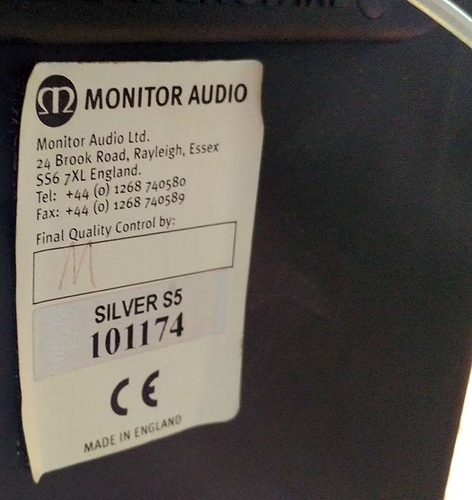 MONITOR AUDIO
Monitor Audio Ltd.
24 Brook Road, Rayleigh, Essex
SS6 7XL England.
Tel: +44 (0) 1268 740580
Fax: +44 (0) 1268 740589
Final Quality Control by:
M
SILVER S5
101174
CE
MADE IN ENGLAND